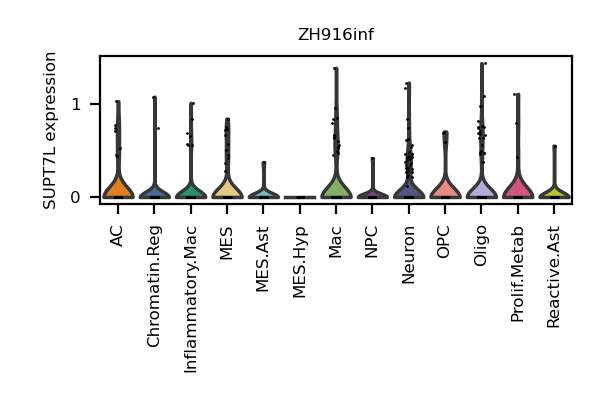 ZH916inf
SUPT7L expression
1
0
AC
Chromatin.Reg
Inflammatory.Mac
MES
MES.Ast
MES.Hyp
Mac
NPC
Neuron
OPC
Oligo
Prolif.Metab
Reactive.Ast